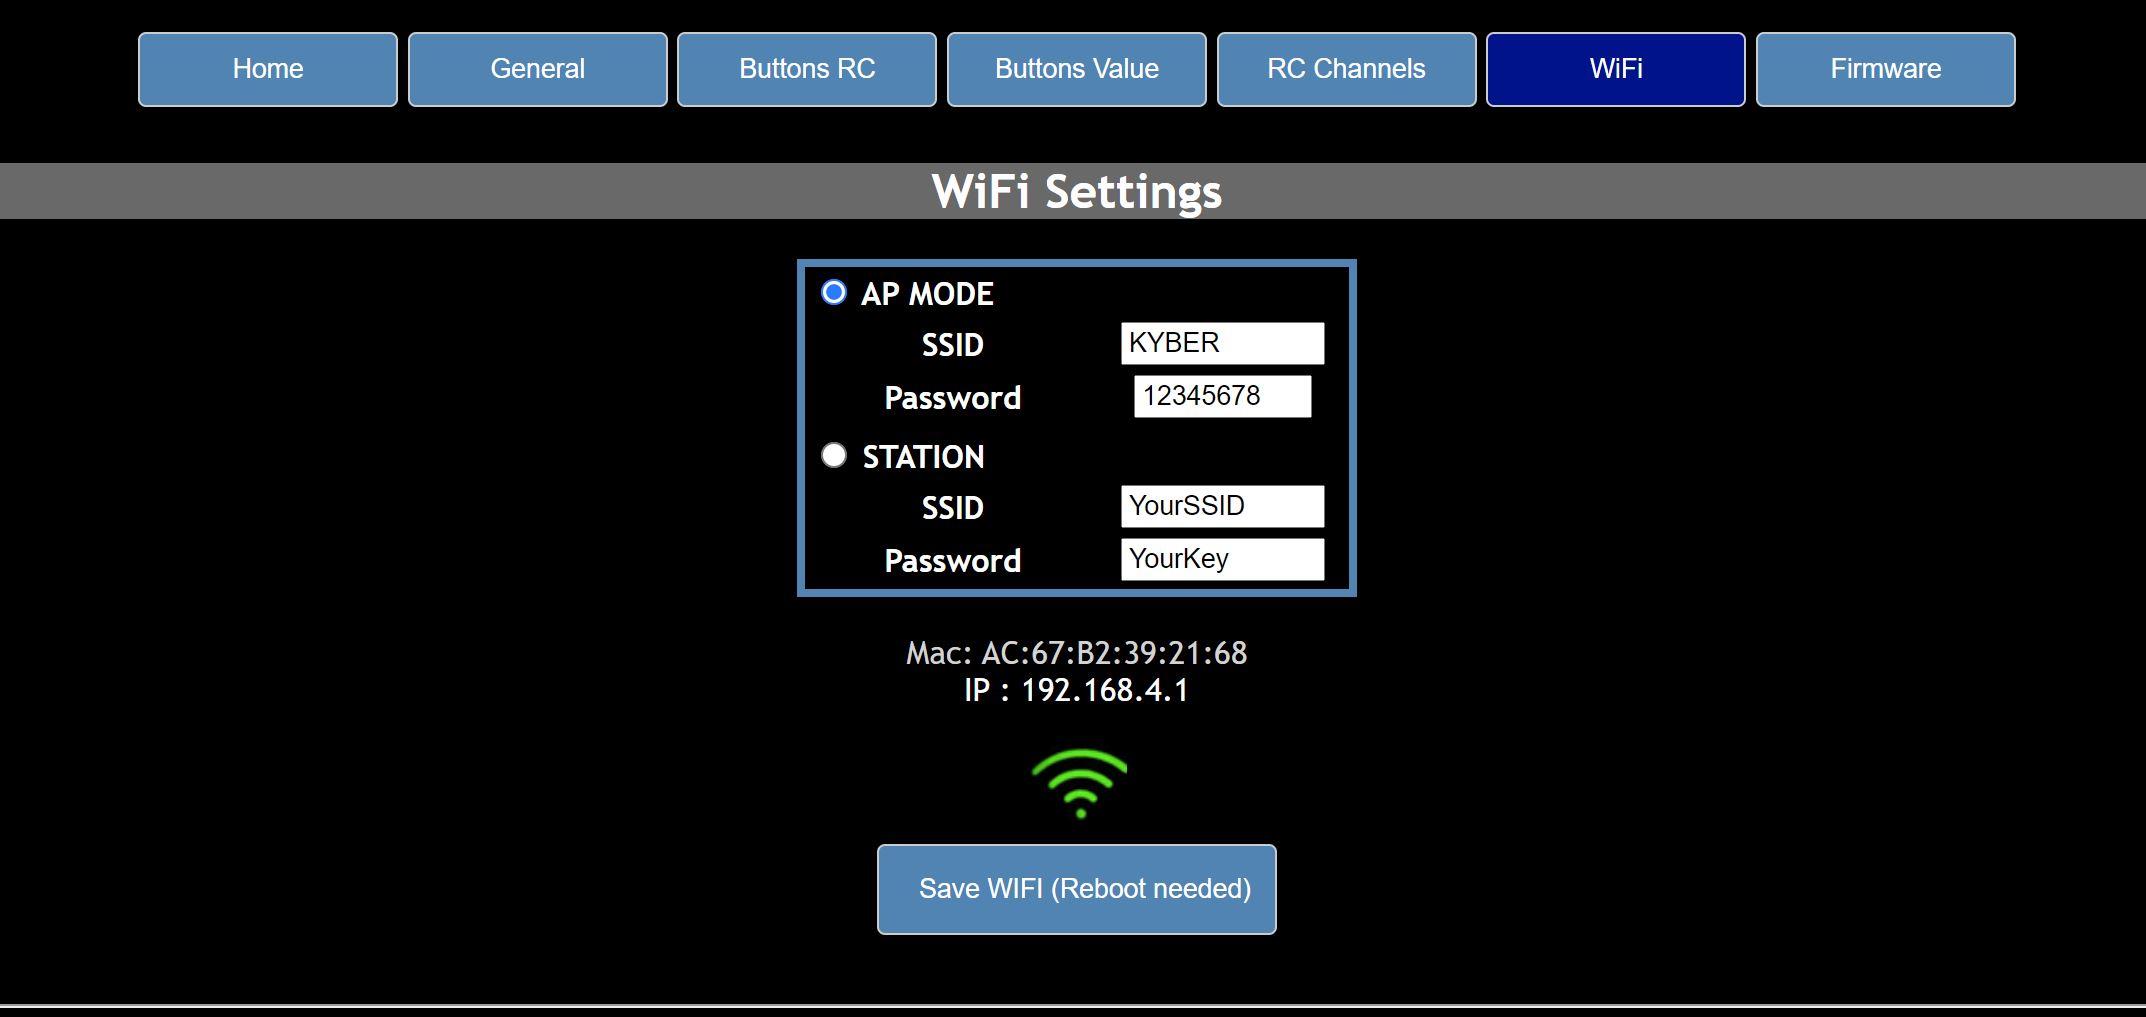 Home General Buttons RC Buttons Value RC Channels WiFi Firmware
WiFi Settings
AP MODE
SSID KYBER
Password 12345678
STATION
SSID YourSSID
Password YourKey
Mac: AC:67:B2:39:21:68
IP : 192.168.4.1
Save WIFI (Reboot needed)